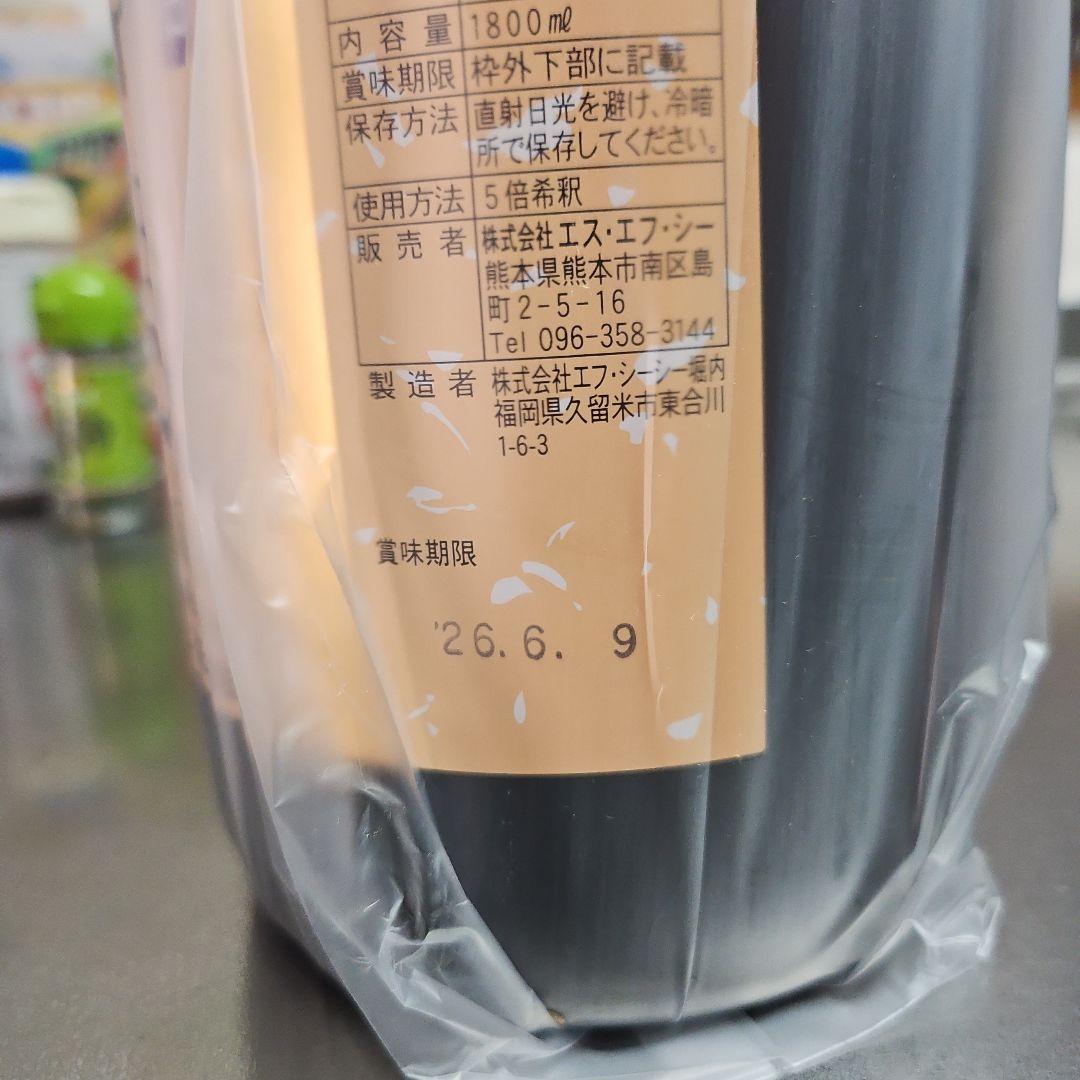 内容量 1800㎖
賞味期限 枠外下部に記載
保存方法 直射日光を避け、冷暗
所で保存してください。
使用方法 5倍希釈
販売者 株式会社エス・エフ・シー
熊本県熊本市南区島
町2-5-16
Tel 096-358-3144
製造者 株式会社エフ・シーシー堀内
福岡県久留米市東合川
1-6-3
賞味期限
'26.6. 9